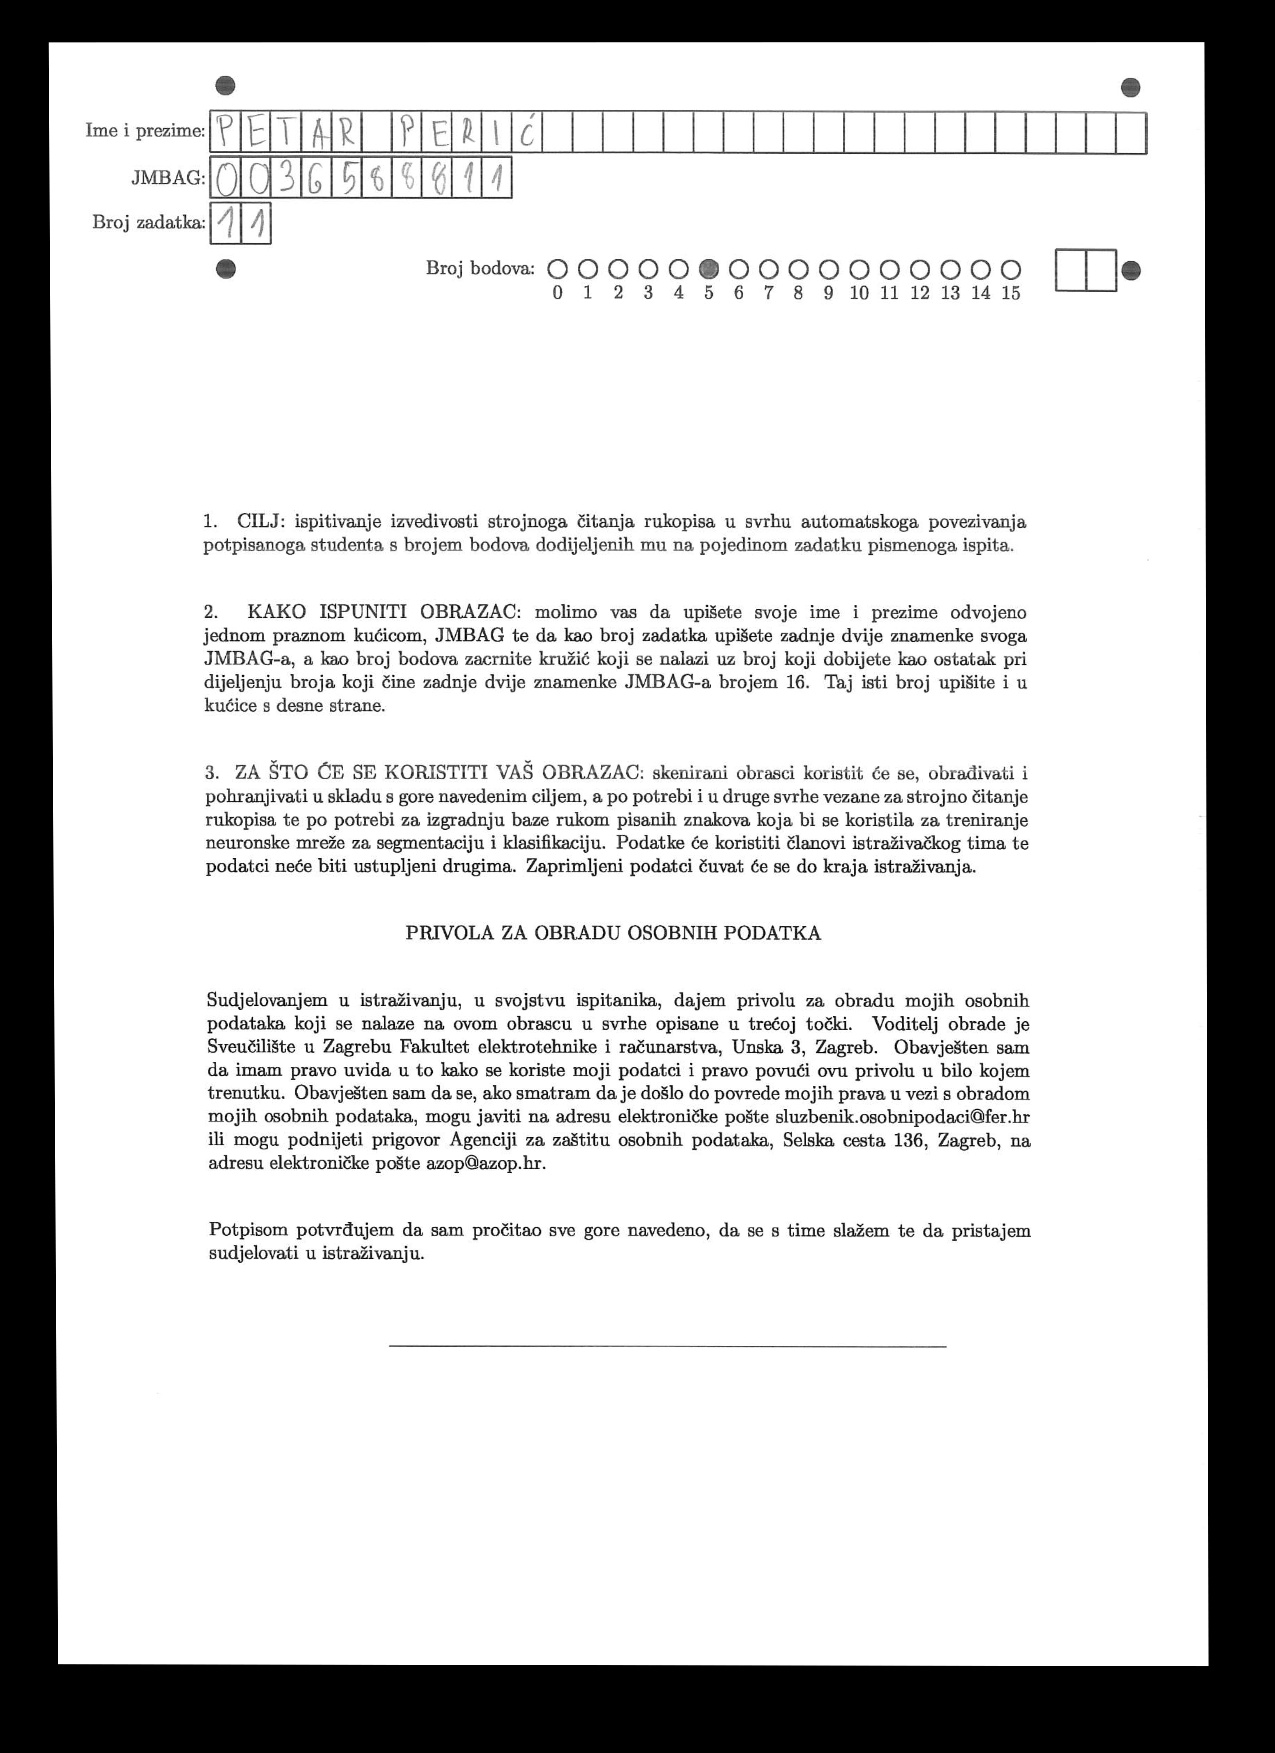 Ime i prezime: PETAR PERIĆ
JMBAG: 0036588811
Broj zadatka: 11
Broj bodova:
0 1 2 3 4 5 6 7 8 9 10 11 12 13 14 15
1. CILJ: ispitivanje izvedivosti strojnoga čitanja rukopisa u svrhu automatskoga povezivanja
potpisanoga studenta s brojem bodova dodijeljenih mu na pojedinom zadatku pismenoga ispita.
2. KAKO ISPUNITI OBRAZAC: molimo vas da upišete svoje ime i prezime odvojeno
jednom praznom kućicom, JMBAG te da kao broj zadatka upišete zadnje dvije znamenke svoga
JMBAG-a, a kao broj bodova zacrnite kružić koji se nalazi uz broj koji dobijete kao ostatak pri
dijeljenju broja koji čine zadnje dvije znamenke JMBAG-a brojem 16. Taj isti broj upišite i u
kućice s desne strane.
3. ZA ŠTO ĆE SE KORISTITI VAŠ OBRAZAC: skenirani obrasci koristit će se, obrađivati i
pohranjivati u skladu s gore navedenim ciljem, a po potrebi i u druge svrhe vezane za strojno čitanje
rukopisa te po potrebi za izgradnju baze rukom pisanih znakova koja bi se koristila za treniranje
neuronske mreže za segmentaciju i klasifikaciju. Podatke će koristiti članovi istraživačkog tima te
podatci neće biti ustupljeni drugima. Zaprimljeni podatci čuvat će se do kraja istraživanja.
PRIVOLA ZA OBRADU OSOBNIH PODATKA
Sudjelovanjem u istraživanju, u svojstvu ispitanika, dajem privolu za obradu mojih osobnih
podataka koji se nalaze na ovom obrascu u svrhe opisane u trećoj točki. Voditelj obrade je
Sveučilište u Zagrebu Fakultet elektrotehnike i računarstva, Unska 3, Zagreb. Obavješten sam
da imam pravo uvida u to kako se koriste moji podatci i pravo povući ovu privolu u bilo kojem
trenutku. Obavješten sam da se, ako smatram da je došlo do povrede mojih prava u vezi s obradom
mojih osobnih podataka, mogu javiti na adresu elektroničke pošte sluzbenik.osobnipodaci@fer.hr
ili mogu podnijeti prigovor Agenciji za zaštitu osobnih podataka, Selska cesta 136, Zagreb, na
adresu elektroničke pošte azop@azop.hr.
Potpisom potvrđujem da sam pročitao sve gore navedeno, da se s time slažem te da pristajem
sudjelovati u istraživanju.